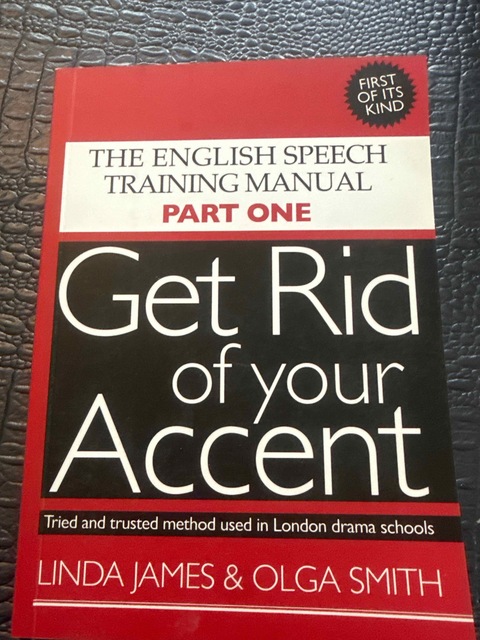 FIRST
OF ITS
KIND
THE ENGLISH SPEECH
TRAINING MANUAL
PART ONE
Get Rid
of your
Accent
Tried and trusted method used in London drama schools
LINDA JAMES & OLGA SMITH